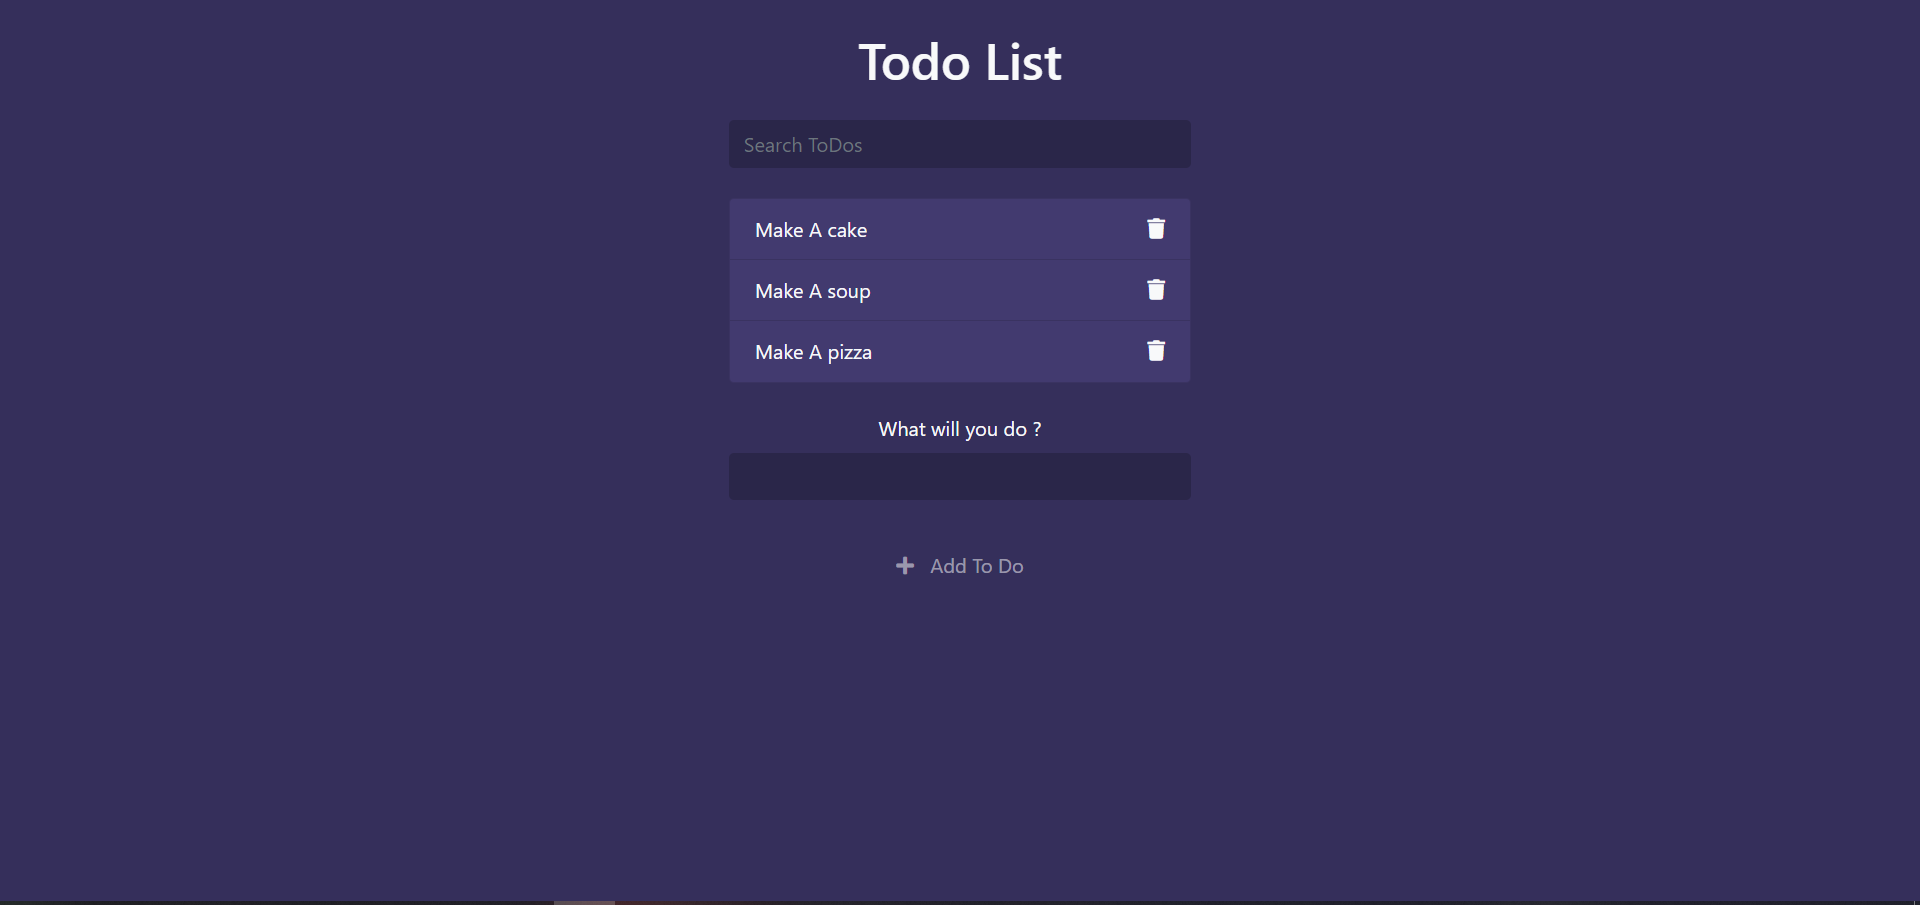 Todo List
Search ToDos
Make A cake
Make A soup
Make A pizza
What will you do ?
Add To Do